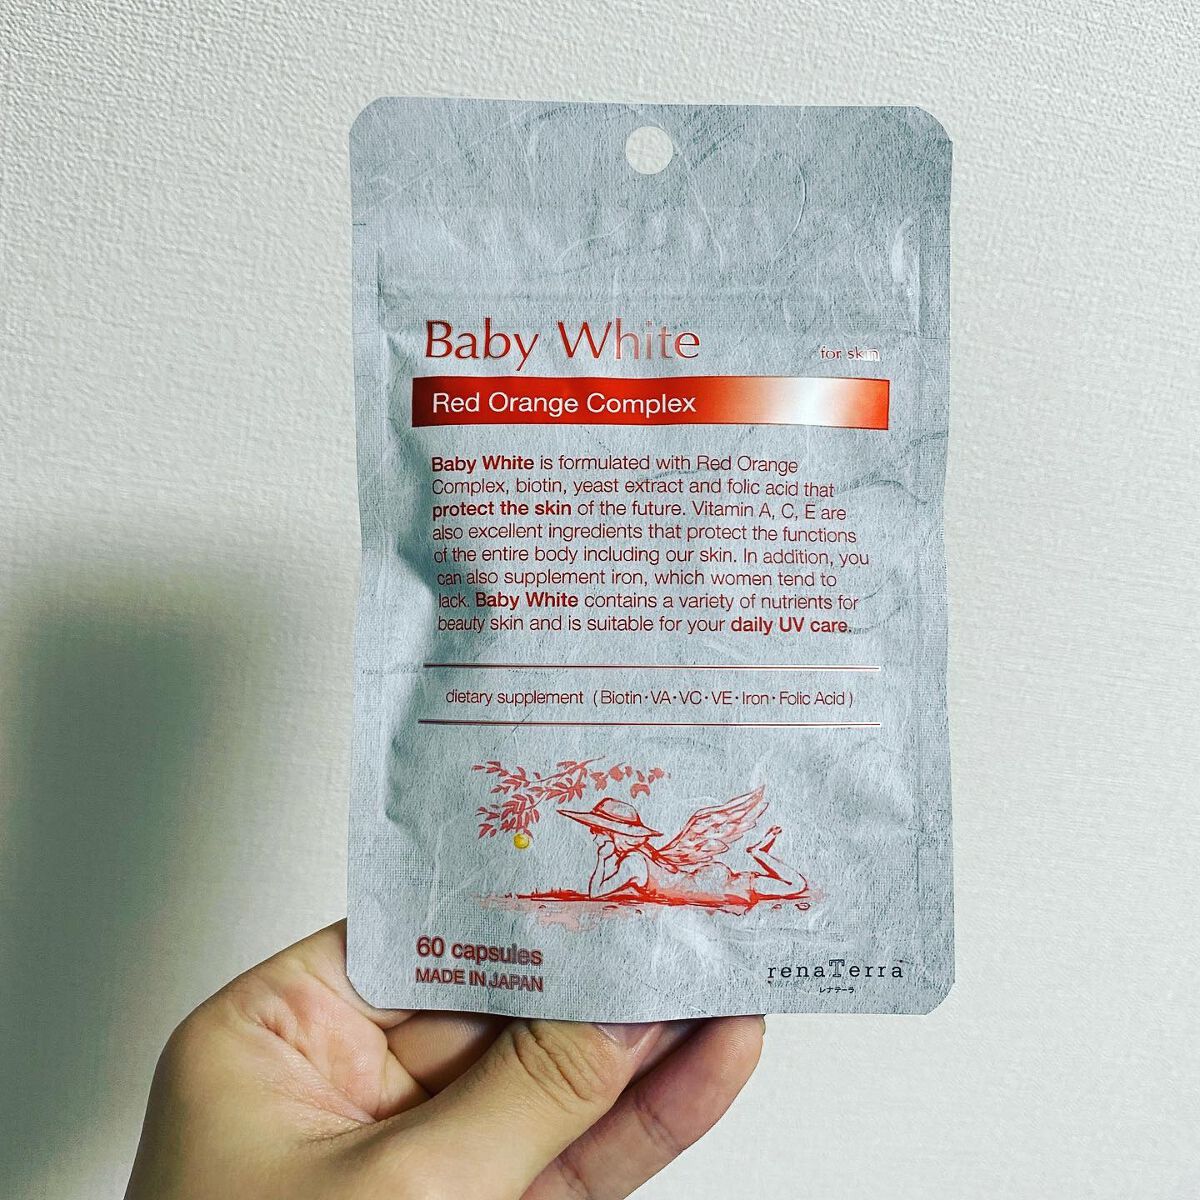 Baby White
for skin
Red Orange Complex
Baby White is formulated with Red Orange
Complex, biotin, yeast extract and folic acid that
protect the skin of the future. Vitamin A, C, E are
also excellent ingredients that protect the functions
of the entire body including our skin. In addition, you
can also supplement iron, which women tend to
lack. Baby White contains a variety of nutrients for
beauty skin and is suitable for your daily UV care.
dietary supplement (Biotin・VA・VC・VE・Iron・Folic Acid)
60 capsules
MADE IN JAPAN
renaTerra
レナテーラ